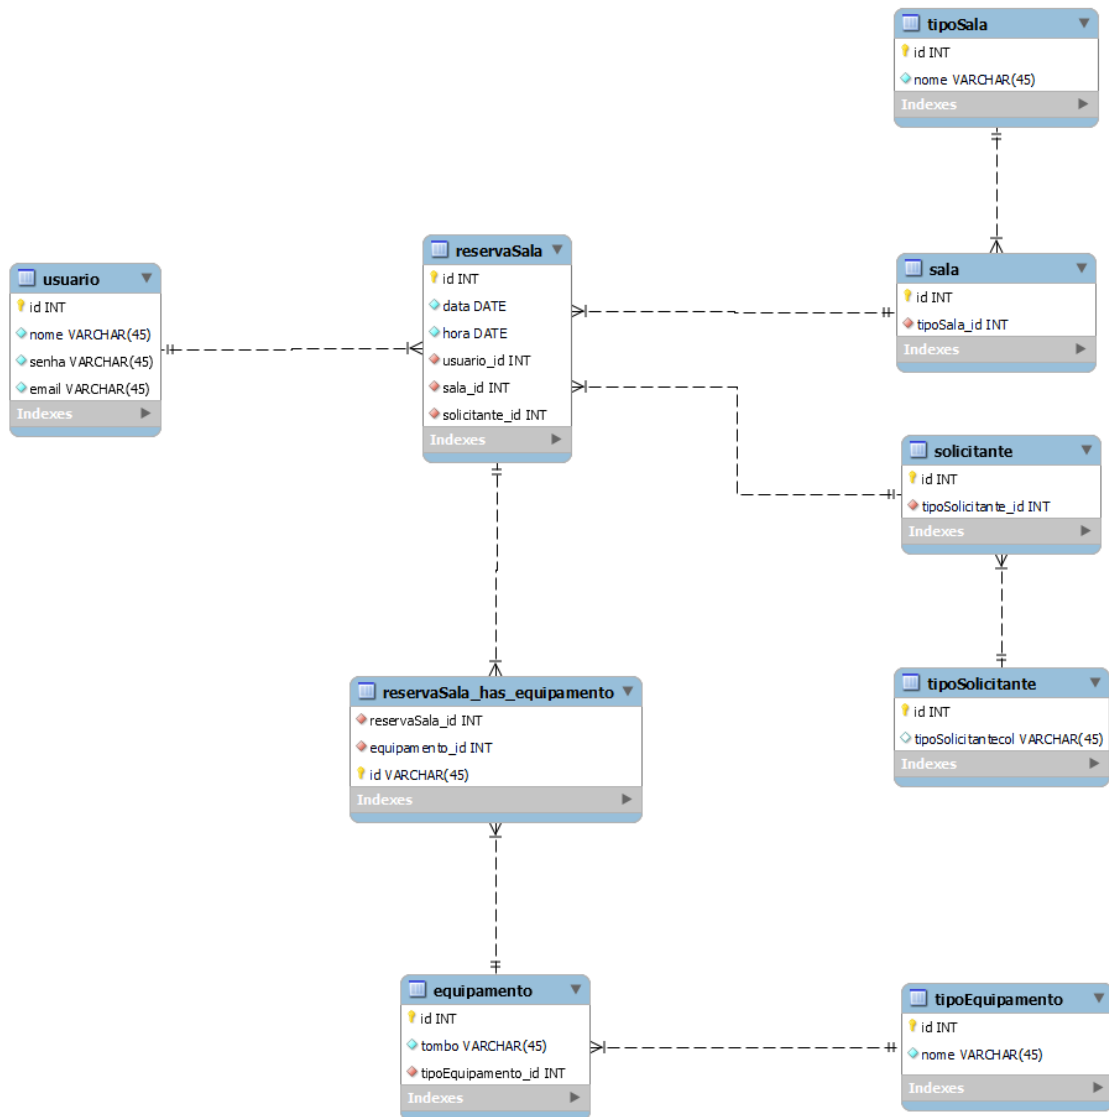 tipoSala
id INT
nome VARCHAR(45)
Indexes
reservaSala
id INT
data DATE
hora DATE
usuario_id INT
sala_id INT
solicitante_id INT
Indexes
sala
id INT
tipoSala_id INT
Indexes
usuario
id INT
nome VARCHAR(45)
senha VARCHAR(45)
email VARCHAR(45)
Indexes
solicitante
id INT
tipoSolicitante_id INT
Indexes
reservaSala_has_equipamento
reservaSala_id INT
equipamento_id INT
id VARCHAR(45)
Indexes
tipoSolicitante
id INT
tipoSolicitantecol VARCHAR(45)
Indexes
equipamento
id INT
tombo VARCHAR(45)
tipoEquipamento_id INT
Indexes
tipoEquipamento
id INT
nome VARCHAR(45)
Indexes